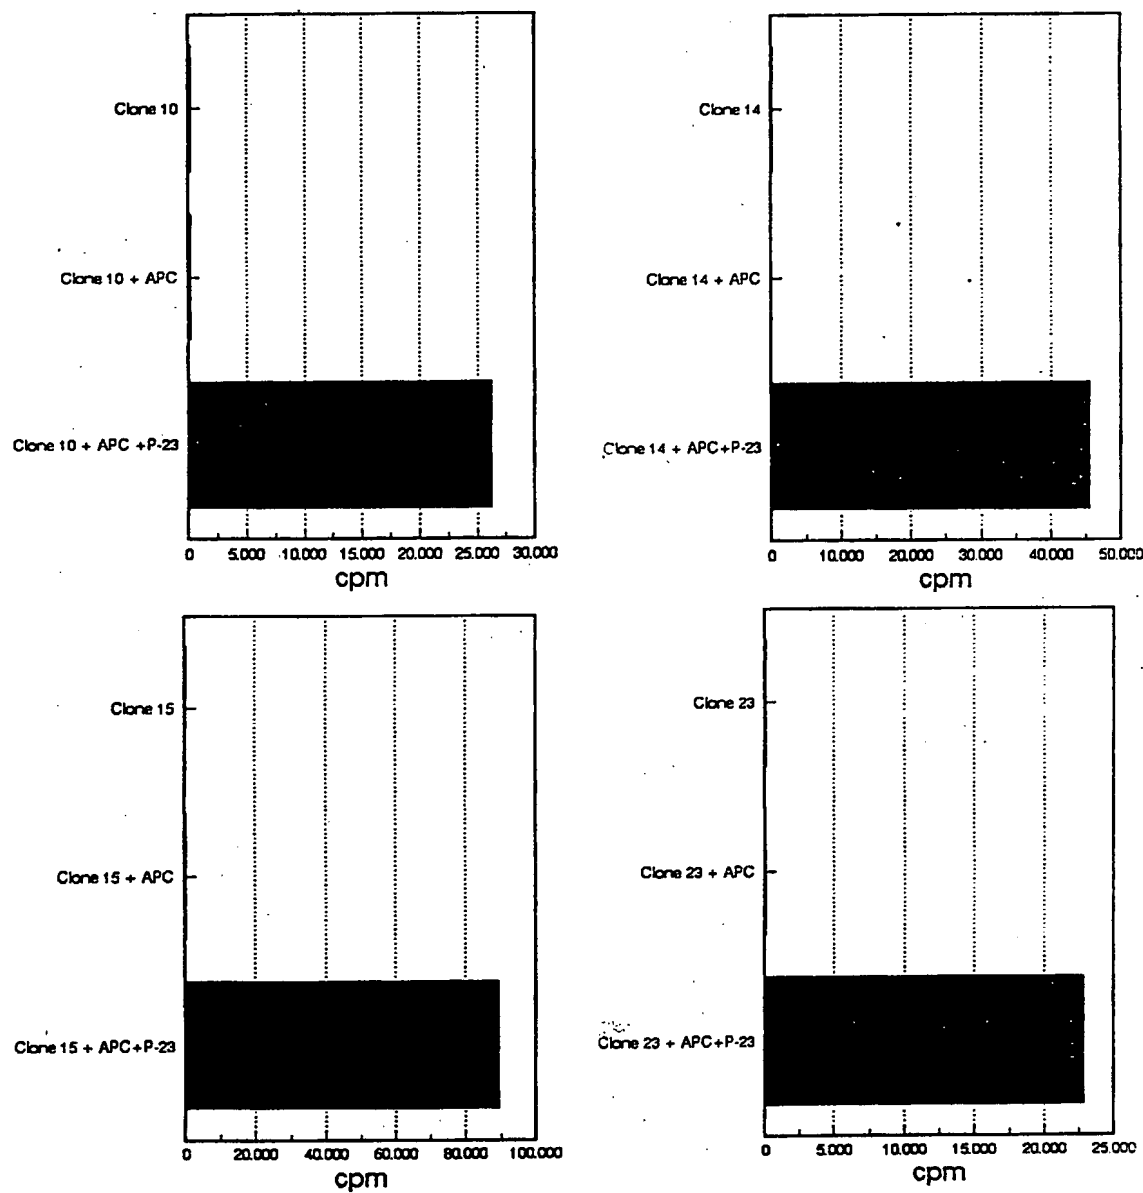 Clone 10
Clone 10 + APC
Clone 10 + APC +P-23
0 5.000 10.000 15.000 20.000 25.000 30.000
cpm
Clone 14
Clone 14 + APC
Clone 14 + APC+P-23
0 10.000 20.000 30.000 40.000 50.000
cpm
Clone 15
Clone 15 + APC
Clone 15 + APC+P-23
0 20.000 40.000 60.000 80.000 100.000
cpm
Clone 23
Clone 23 + APC
Clone 23 + APC+P-23
0 5.000 10.000 15.000 20.000 25.000
cpm